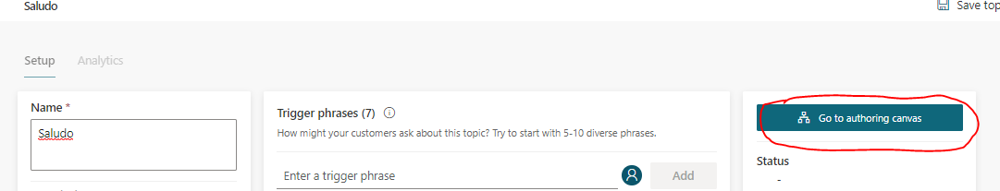 Saludo
Save top
Setup
Analytics
Name *
Saludo
Trigger phrases (7)
How might your customers ask about this topic? Try to start with 5-10 diverse phrases.
Enter a trigger phrase
Add
Go to authoring canvas
Status
-